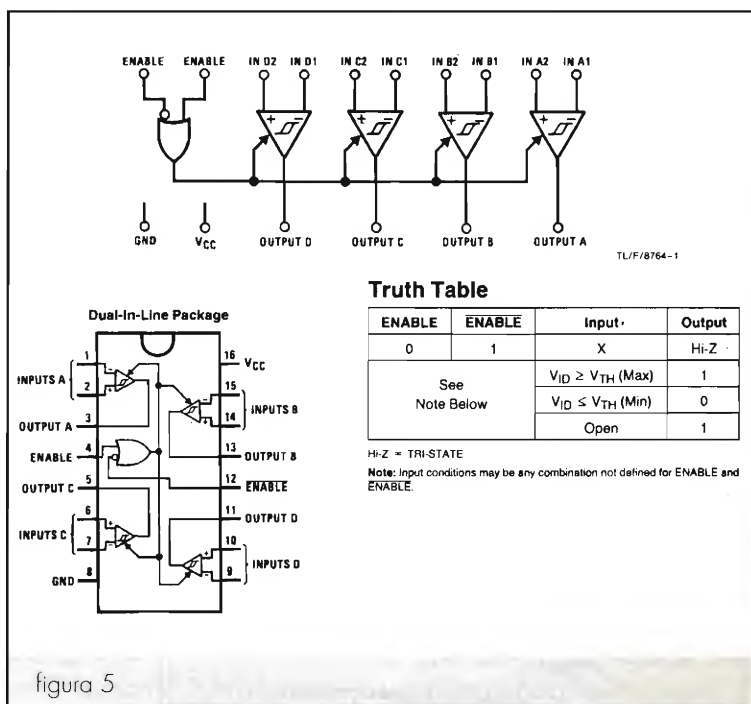 ENABLE ENABLE IN D2 IN D1 IN C2 IN C1 IN B2 IN B1 IN A2 IN A1
+ − + − + − + −
GND VCC OUTPUT D OUTPUT C OUTPUT B OUTPUT A
TL/F/8764-1
Dual-In-Line Package
1
2
INPUTS A
3
OUTPUT A
4
ENABLE
5
OUTPUT C
6
7
INPUTS C
8
GND
16
VCC
15
14
INPUTS B
13
OUTPUT B
12
ENABLE
11
OUTPUT D
10
9
INPUTS D
Truth Table
ENABLE ENABLE Input Output
0 1 X Hi-Z
See
Note Below
VID ≥ VTH (Max) 1
VID ≤ VTH (Min) 0
Open 1
Hi-Z = TRI-STATE
Note: Input conditions may be any combination not defined for ENABLE and
ENABLE.
figura 5